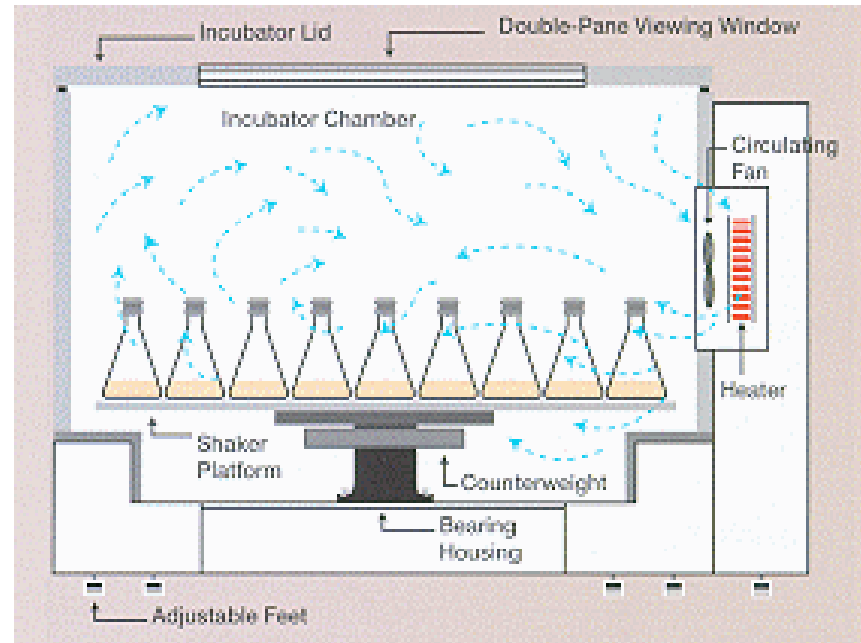 Incubator Lid
Double-Pane Viewing Window
Incubator Chamber
Circulating
Fan
Heater
Shaker
Platform
Counterweight
Bearing
Housing
Adjustable Feet